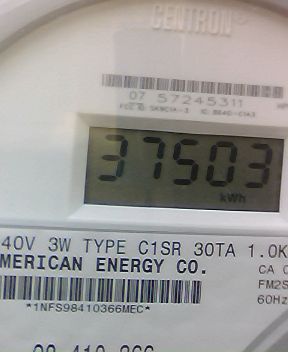 CENTRON®
07 57245311
37503
kWh
40V 3W TYPE C1SR 30TA 1.0K
MERICAN ENERGY CO.
CA 0
FM2S
60Hz
*1NFS98410366MEC*